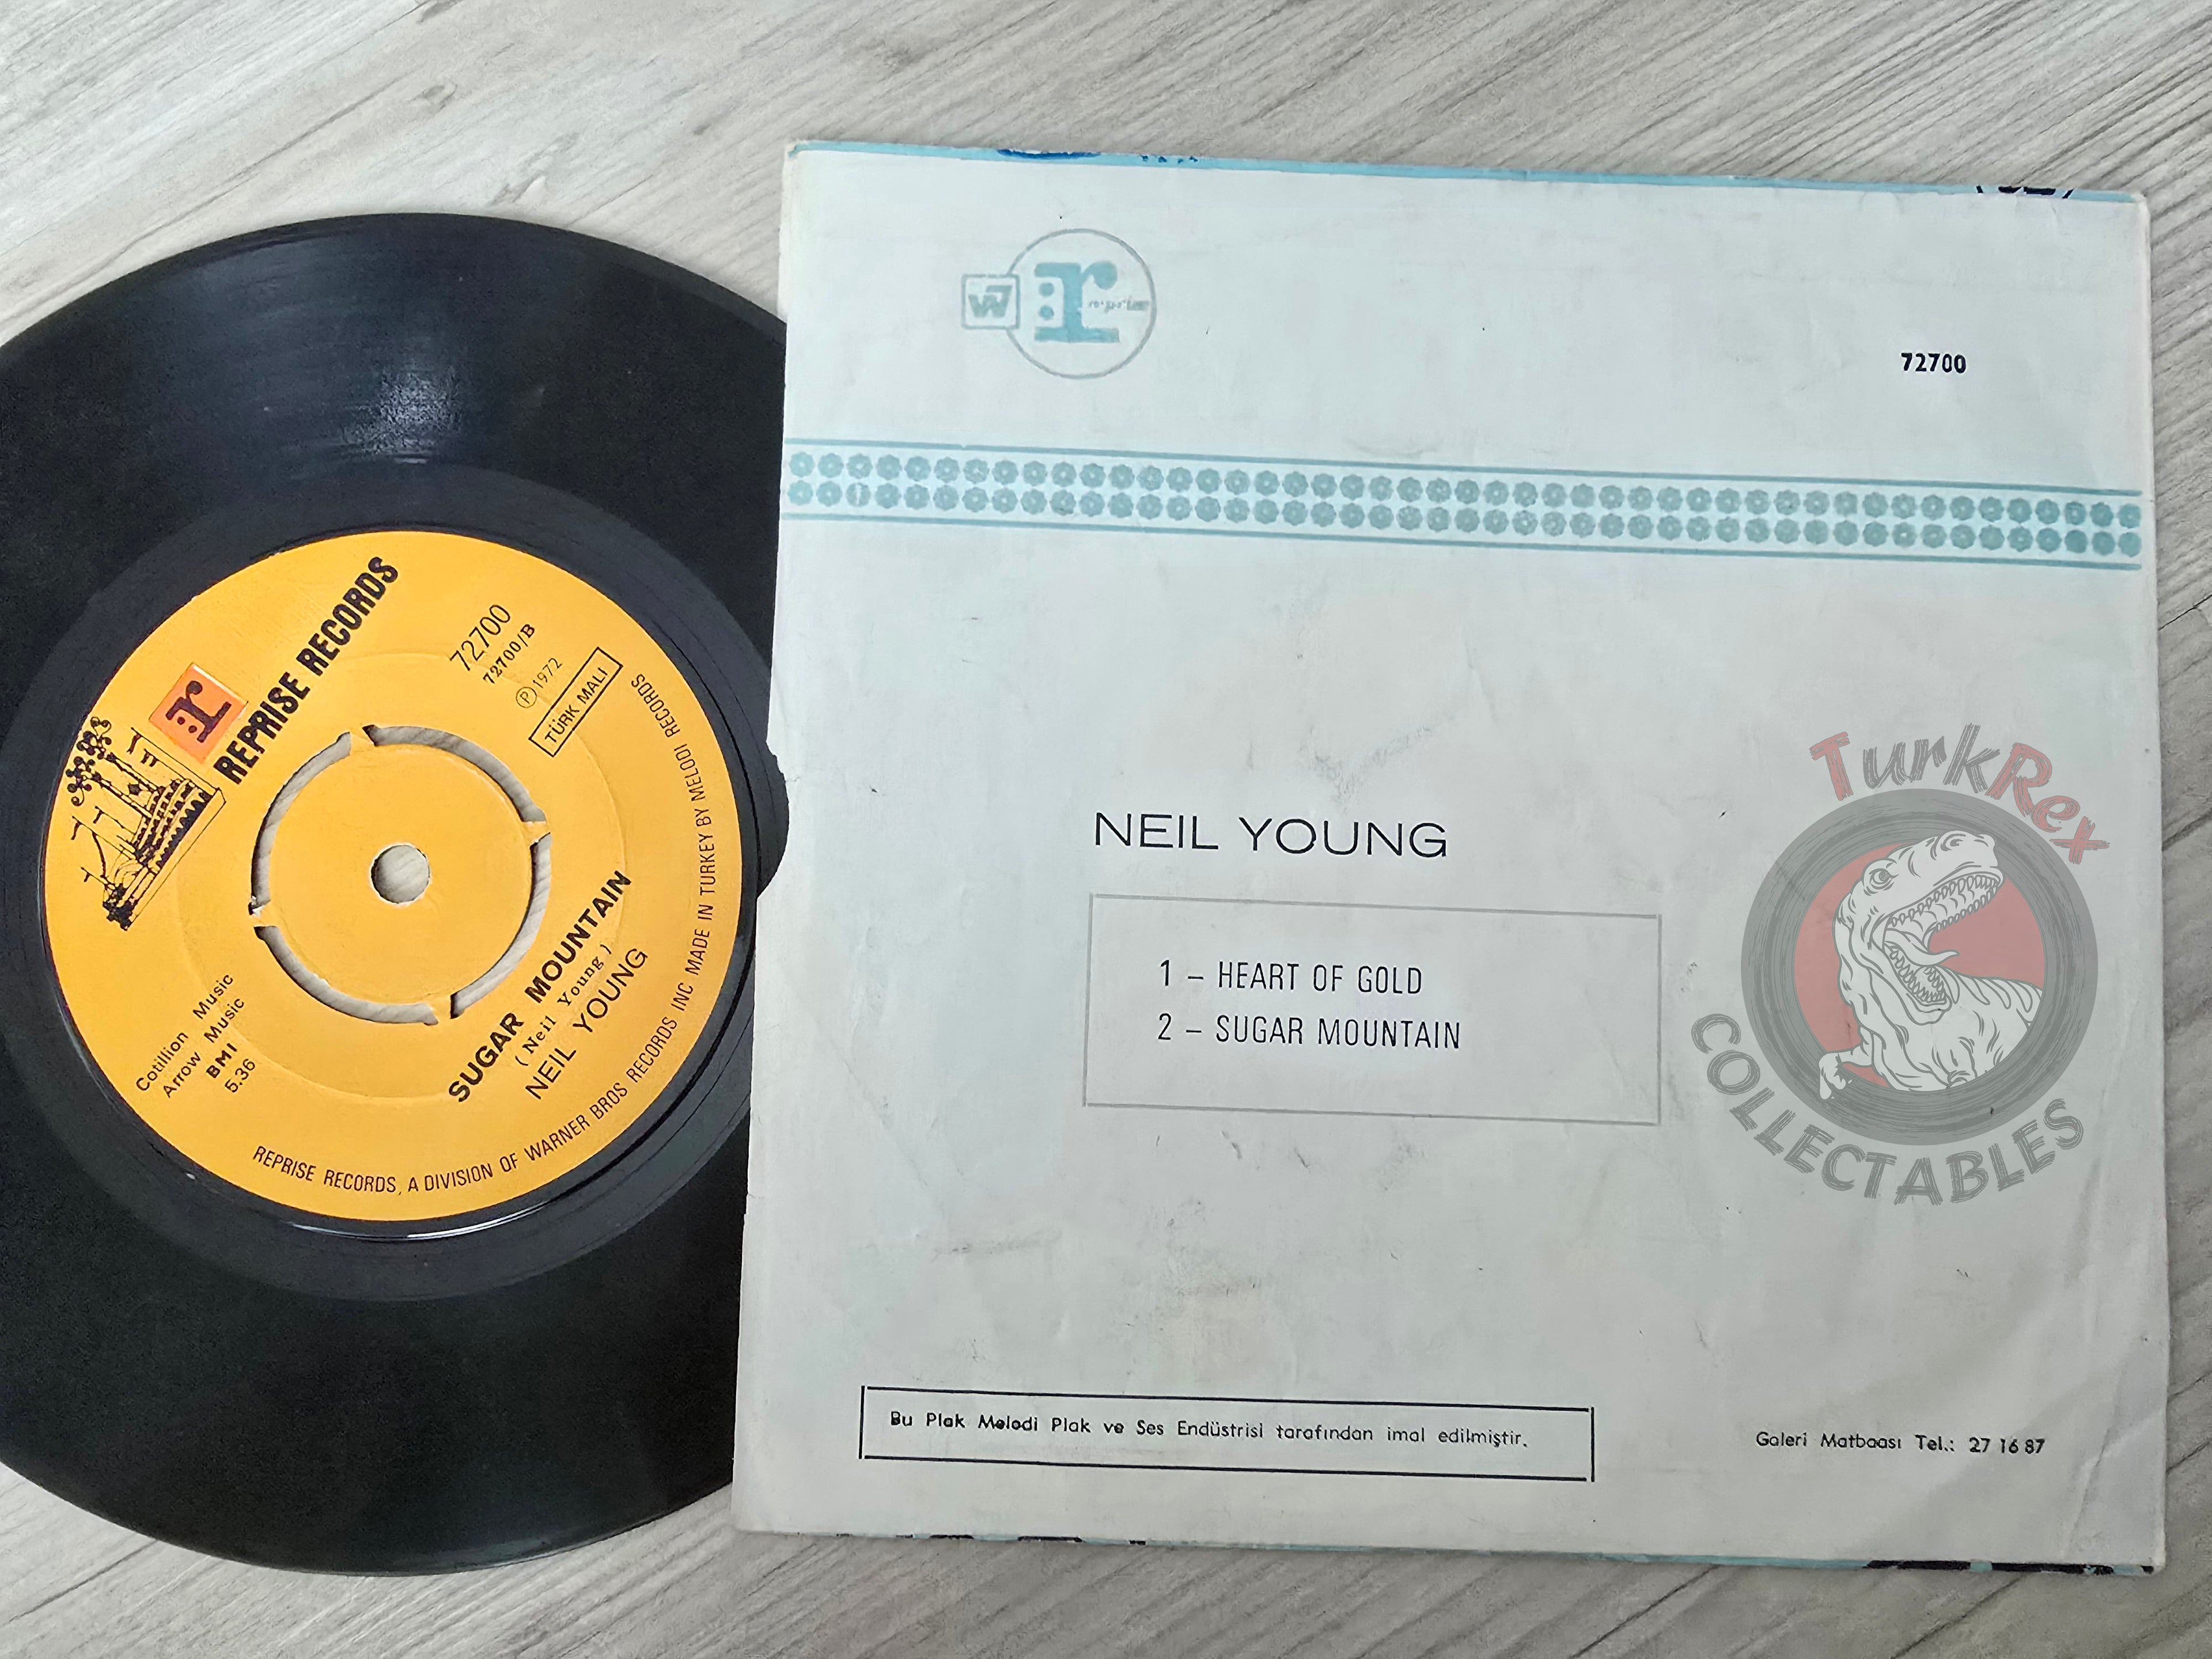 REPRISE RECORDS
r
72700
72700/B
Ⓟ 1972
TÜRK MALI
Cotillion Music
Arrow Music
BMI
5.36
SUGAR MOUNTAIN
( Neil Young )
NEIL YOUNG
REPRISE RECORDS, A DIVISION OF WARNER BROS RECORDS INC MADE IN TURKEY BY MELODI RECORDS
W
r
72700
NEIL YOUNG
1 – HEART OF GOLD
2 – SUGAR MOUNTAIN
TurkRex
COLLECTABLES
Bu Plak Melodi Plak ve Ses Endüstrisi tarafından imal edilmiştir.
Galeri Matbaası Tel.: 27 16 87